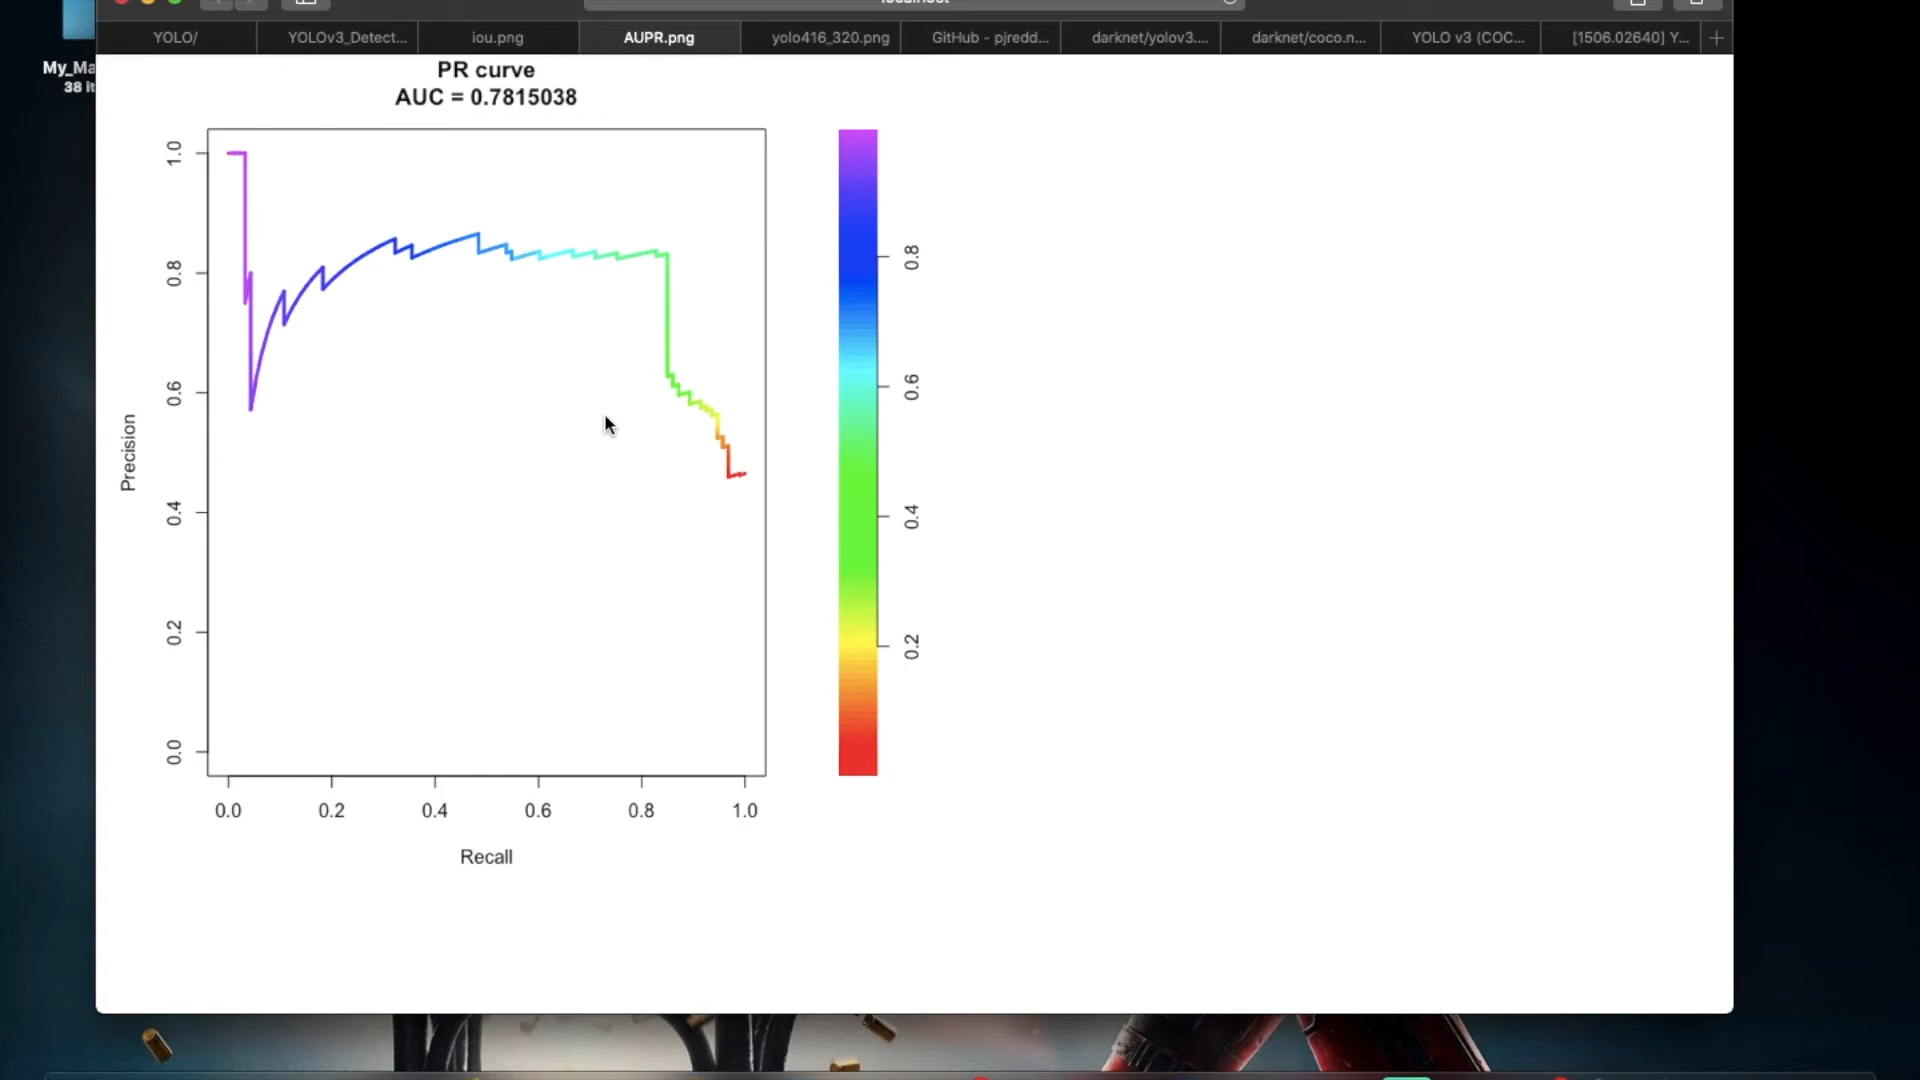 localhost
YOLO/
YOLOv3_Detect...
iou.png
AUPR.png
yolo416_320.png
GitHub - pjredd...
darknet/yolov3....
darknet/coco.n...
YOLO v3 (COC...
[1506.02640] Y...
My_Ma
38 it
PR curve
AUC = 0.7815038
1.0
0.8
0.6
0.4
0.2
0.0
Precision
0.0 0.2 0.4 0.6 0.8 1.0
Recall
0.8
0.6
0.4
0.2